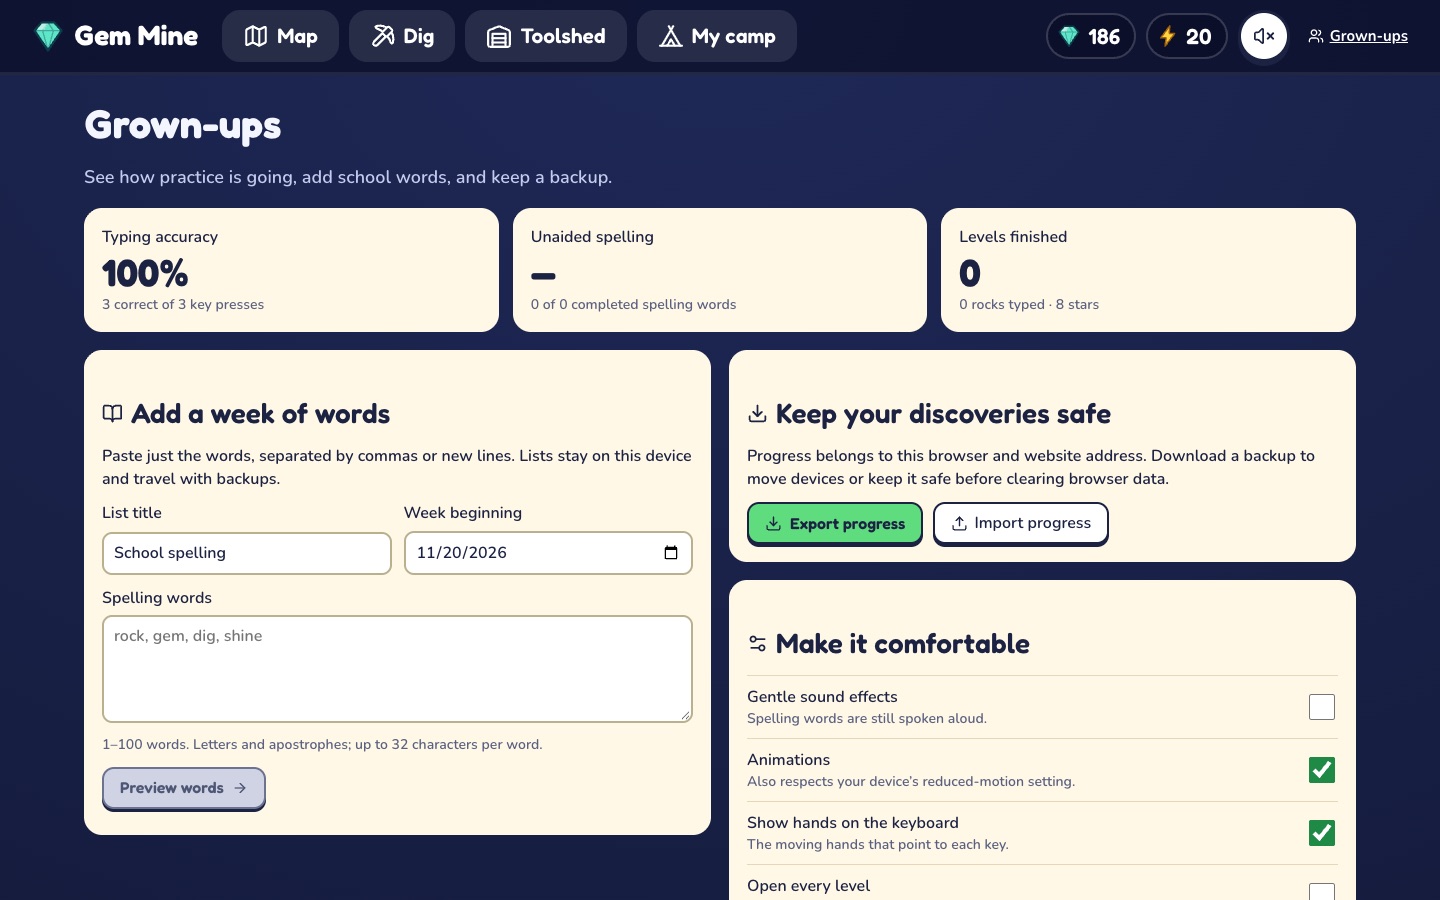 Gem Mine
Map
Dig
Toolshed
My camp
186
20
Grown-ups
Grown-ups
See how practice is going, add school words, and keep a backup.
Typing accuracy
100%
3 correct of 3 key presses
Unaided spelling
—
0 of 0 completed spelling words
Levels finished
0
0 rocks typed · 8 stars
Add a week of words
Paste just the words, separated by commas or new lines. Lists stay on this device
and travel with backups.
List title
Week beginning
School spelling
11/20/2026
Spelling words
rock, gem, dig, shine
1–100 words. Letters and apostrophes; up to 32 characters per word.
Preview words →
Keep your discoveries safe
Progress belongs to this browser and website address. Download a backup to
move devices or keep it safe before clearing browser data.
Export progress
Import progress
Make it comfortable
Gentle sound effects
Spelling words are still spoken aloud.
Animations
Also respects your device’s reduced-motion setting.
Show hands on the keyboard
The moving hands that point to each key.
Open every level